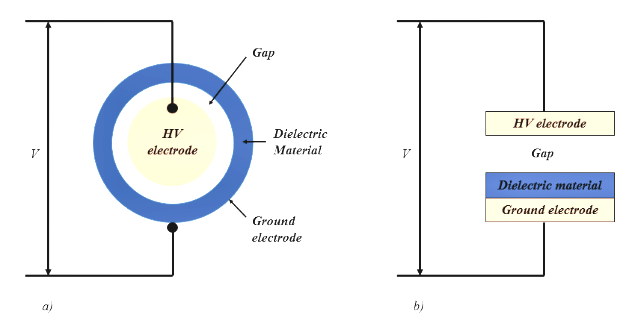 Gap
HV
electrode
V
Dielectric
Material
Ground
electrode
a)
HV electrode
V
Gap
Dielectric material
Ground electrode
b)